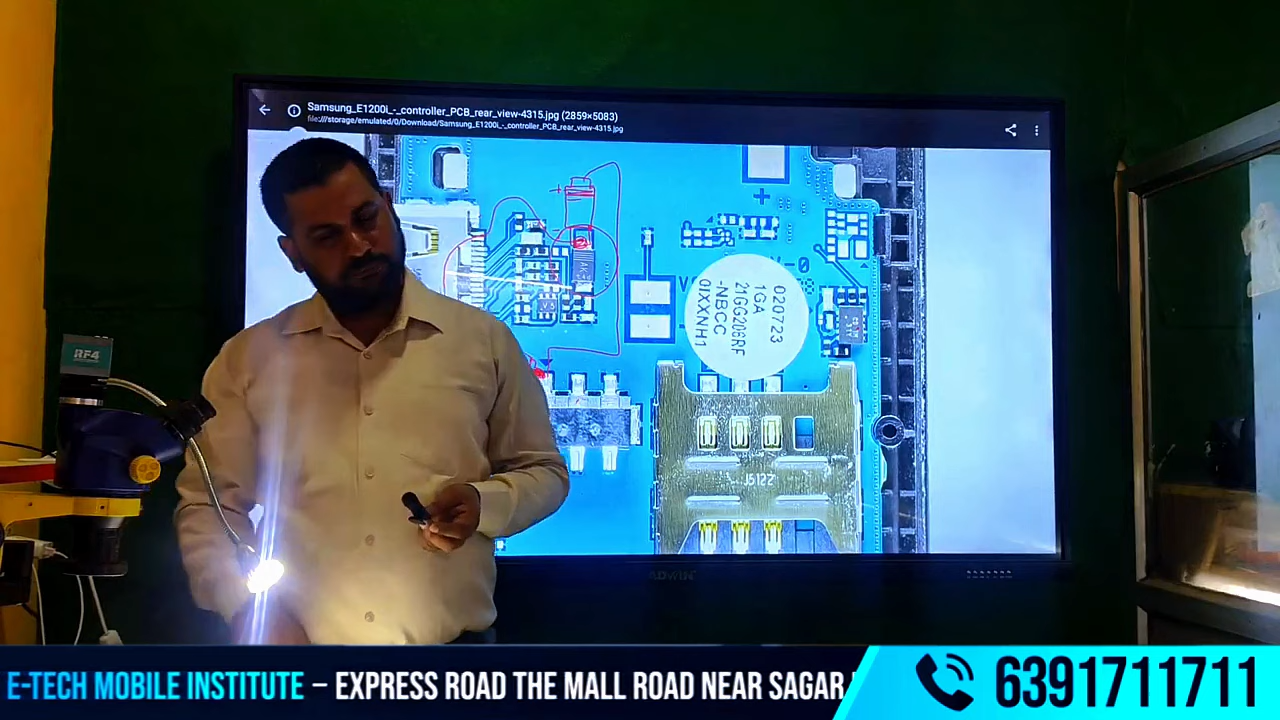 Samsung_E1200i_-_controller_PCB_rear_view-4315.jpg (2859×5083)
file:///storage/emulated/0/Download/Samsung_E1200i_-_controller_PCB_rear_view-4315.jpg
020723
1GA
21GG206RF
-NBCC
0IXXNH1
J5122
RF4
E-TECH MOBILE INSTITUTE – EXPRESS ROAD THE MALL ROAD NEAR SAGAR
6391711711